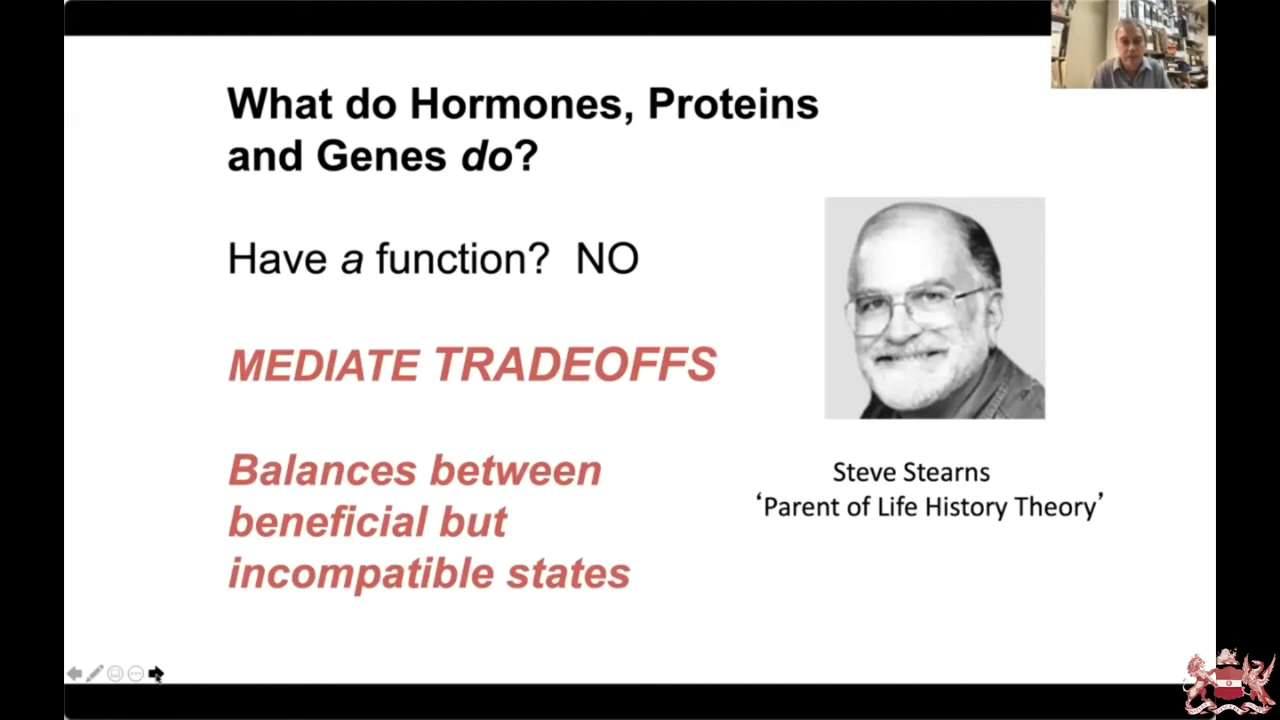 What do Hormones, Proteins
and Genes do?
Have a function? NO
MEDIATE TRADEOFFS
Balances between
beneficial but
incompatible states
Steve Stearns
‘Parent of Life History Theory’